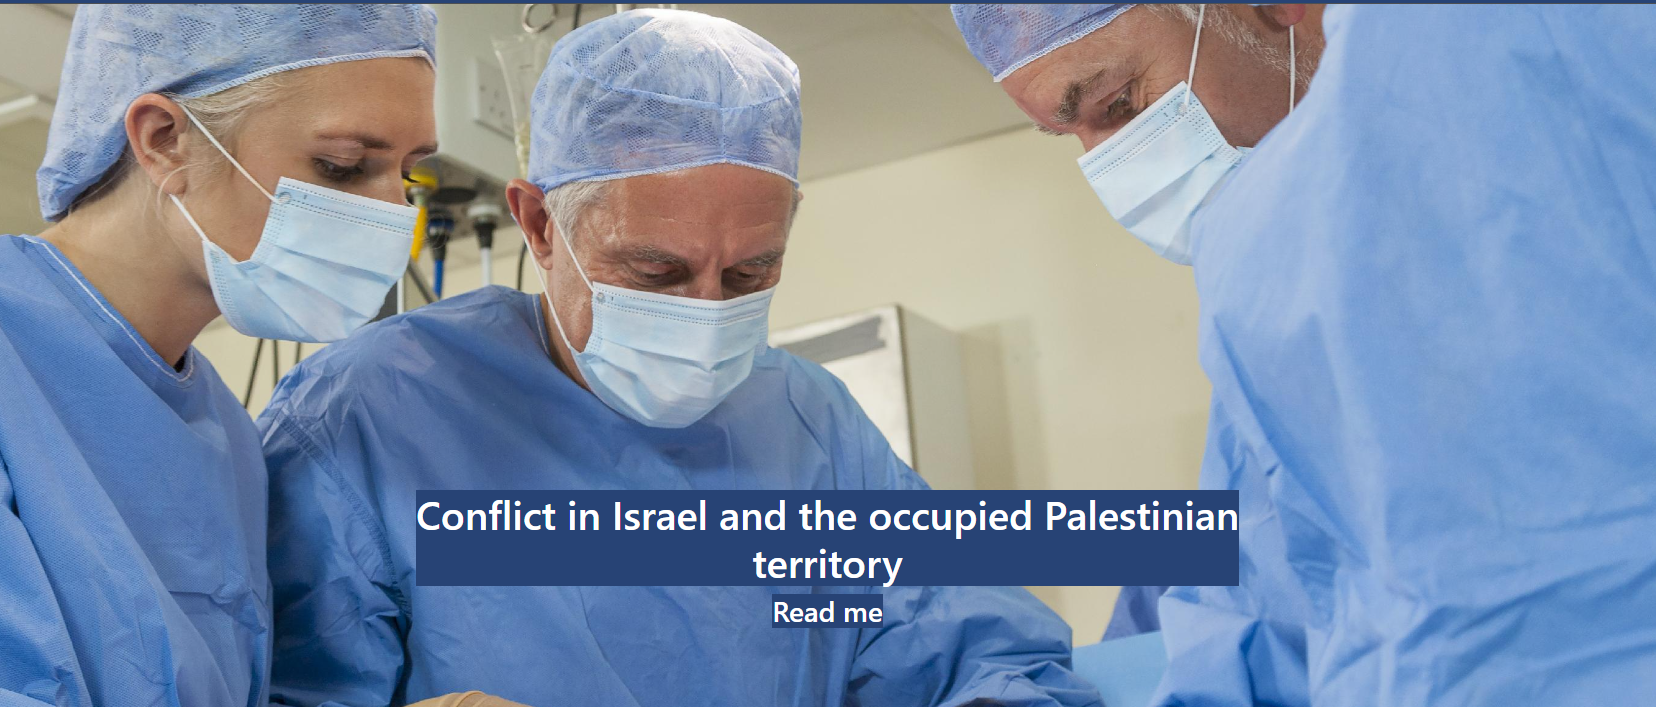 Conflict in Israel and the occupied Palestinian
territory
Read me